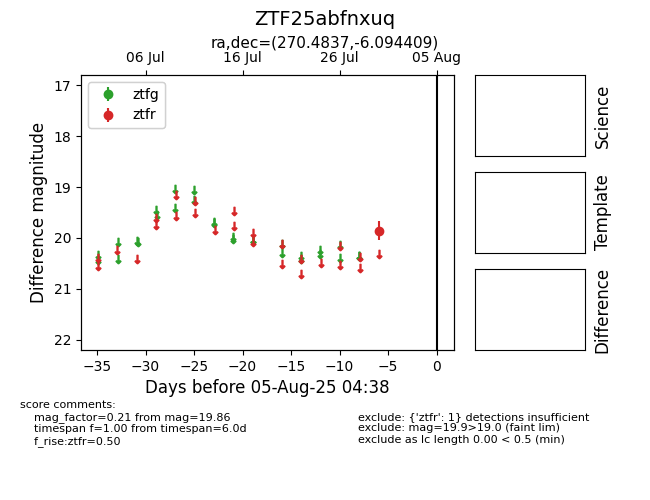 ZTF25abfnxuq
ra,dec=(270.4837,-6.094409)
06 Jul 16 Jul 26 Jul 05 Aug
ztfg
ztfr
17
18
19
20
21
22
Difference magnitude
−35 −30 −25 −20 −15 −10 −5 0
Days before 05-Aug-25 04:38
Science
Template
Difference
score comments:
mag_factor=0.21 from mag=19.86
timespan f=1.00 from timespan=6.0d
f_rise:ztfr=0.50
exclude: {'ztfr': 1} detections insufficient
exclude: mag=19.9>19.0 (faint lim)
exclude as lc length 0.00 < 0.5 (min)